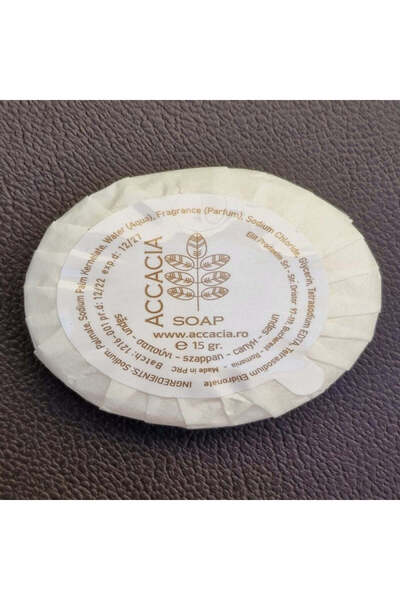 ACCACIA
SOAP
www.accacia.ro
℮ 15 gr.
săpun - сапун - szappan - σαπούνι
Made in PRC
Batch: 1216-001 Pr.d: 12/22 exp.d: 12/27
INGREDIENTS: Sodium Palmate, Sodium Palm Kernelate, Water (Aqua), Fragrance (Parfum), Sodium Chloride, Glycerin, Tetrasodium EDTA, Tetrasodium Etidronate
Romania